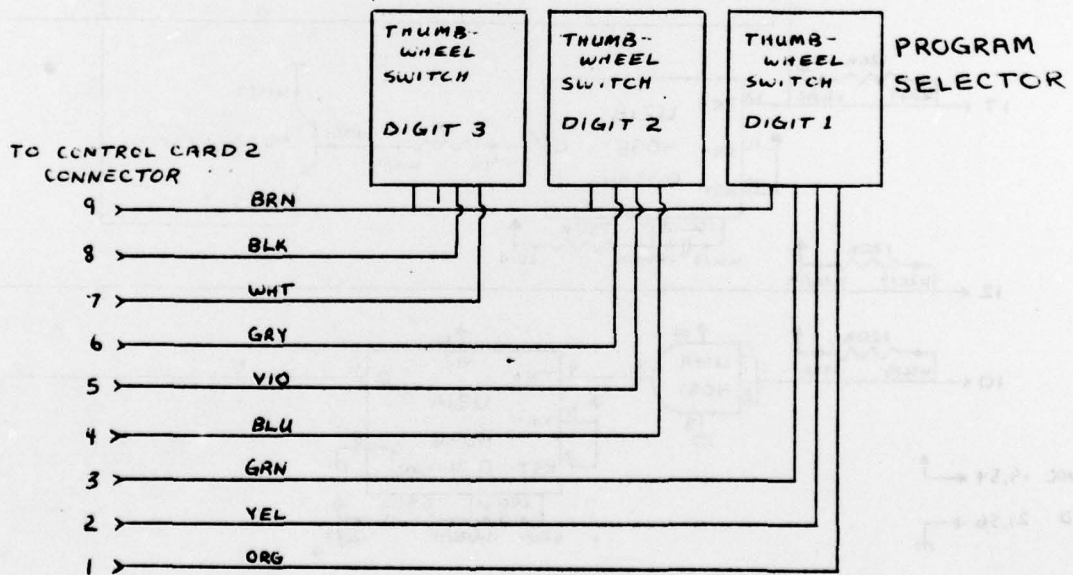 THUMB-
WHEEL
SWITCH
DIGIT 3
THUMB-
WHEEL
SWITCH
DIGIT 2
THUMB-
WHEEL
SWITCH
DIGIT 1
PROGRAM
SELECTOR
TO CONTROL CARD 2
CONNECTOR
9 BRN
8 BLK
7 WHT
6 GRY
5 VIO
4 BLU
3 GRN
2 YEL
1 ORG